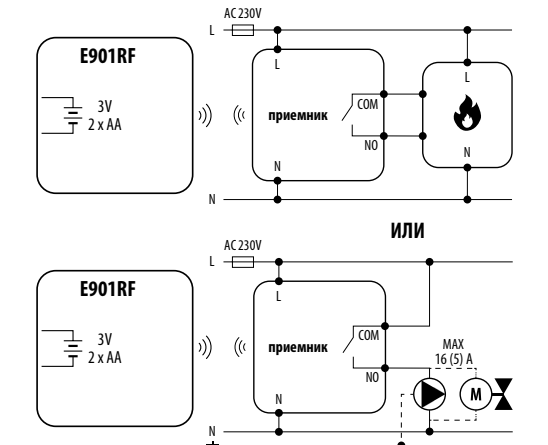 AC 230V
L
E901RF
3V
2 x AA
приемник
L
COM
NO
N
L
N
N
ИЛИ
AC 230V
L
E901RF
3V
2 x AA
приемник
L
COM
NO
N
MAX
16 (5) A
M
N